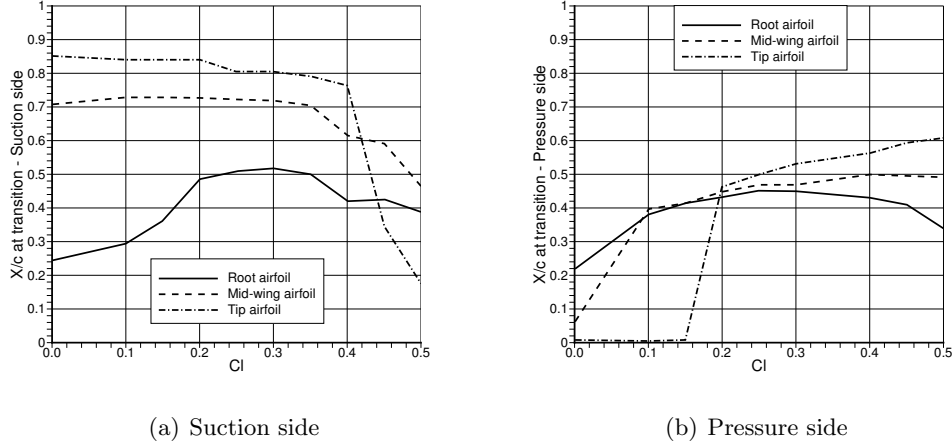 X/c at transition - Suction side
1
0.9
0.8
0.7
0.6
0.5
0.4
0.3
0.2
0.1
0
Root airfoil
Mid-wing airfoil
Tip airfoil
0.0 0.1 0.2 0.3 0.4 0.5
Cl
(a) Suction side
X/c at transition - Pressure side
1
0.9
0.8
0.7
0.6
0.5
0.4
0.3
0.2
0.1
0
Root airfoil
Mid-wing airfoil
Tip airfoil
0.0 0.1 0.2 0.3 0.4 0.5
Cl
(b) Pressure side